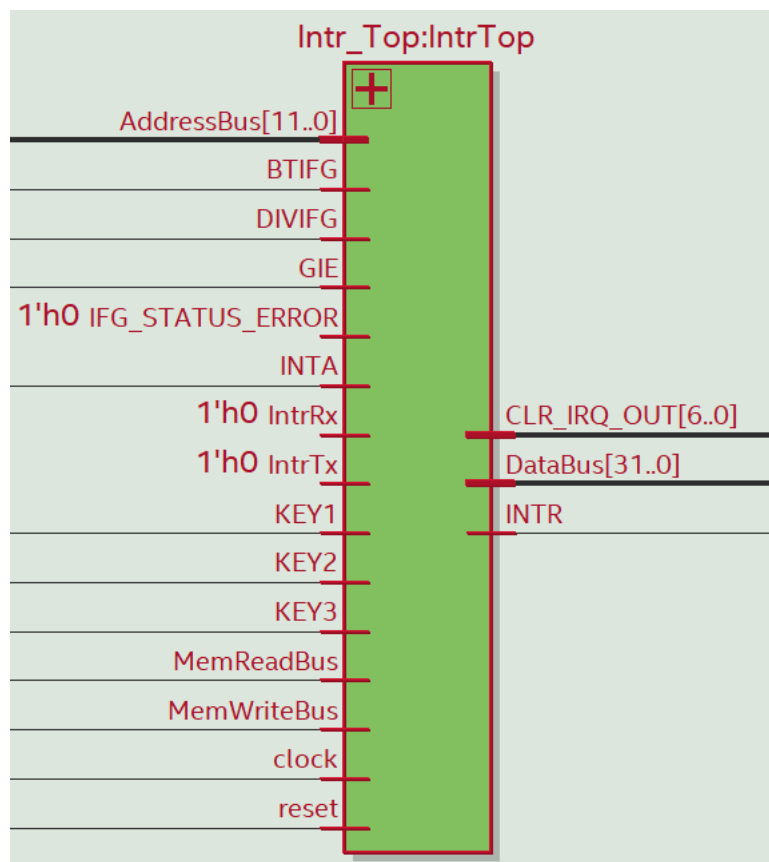 Intr_Top:IntrTop
AddressBus[11..0]
BTIFG
DIVIFG
GIE
1'h0 IFG_STATUS_ERROR
INTA
1'h0 IntrRx
CLR_IRQ_OUT[6..0]
1'h0 IntrTx
DataBus[31..0]
KEY1
INTR
KEY2
KEY3
MemReadBus
MemWriteBus
clock
reset